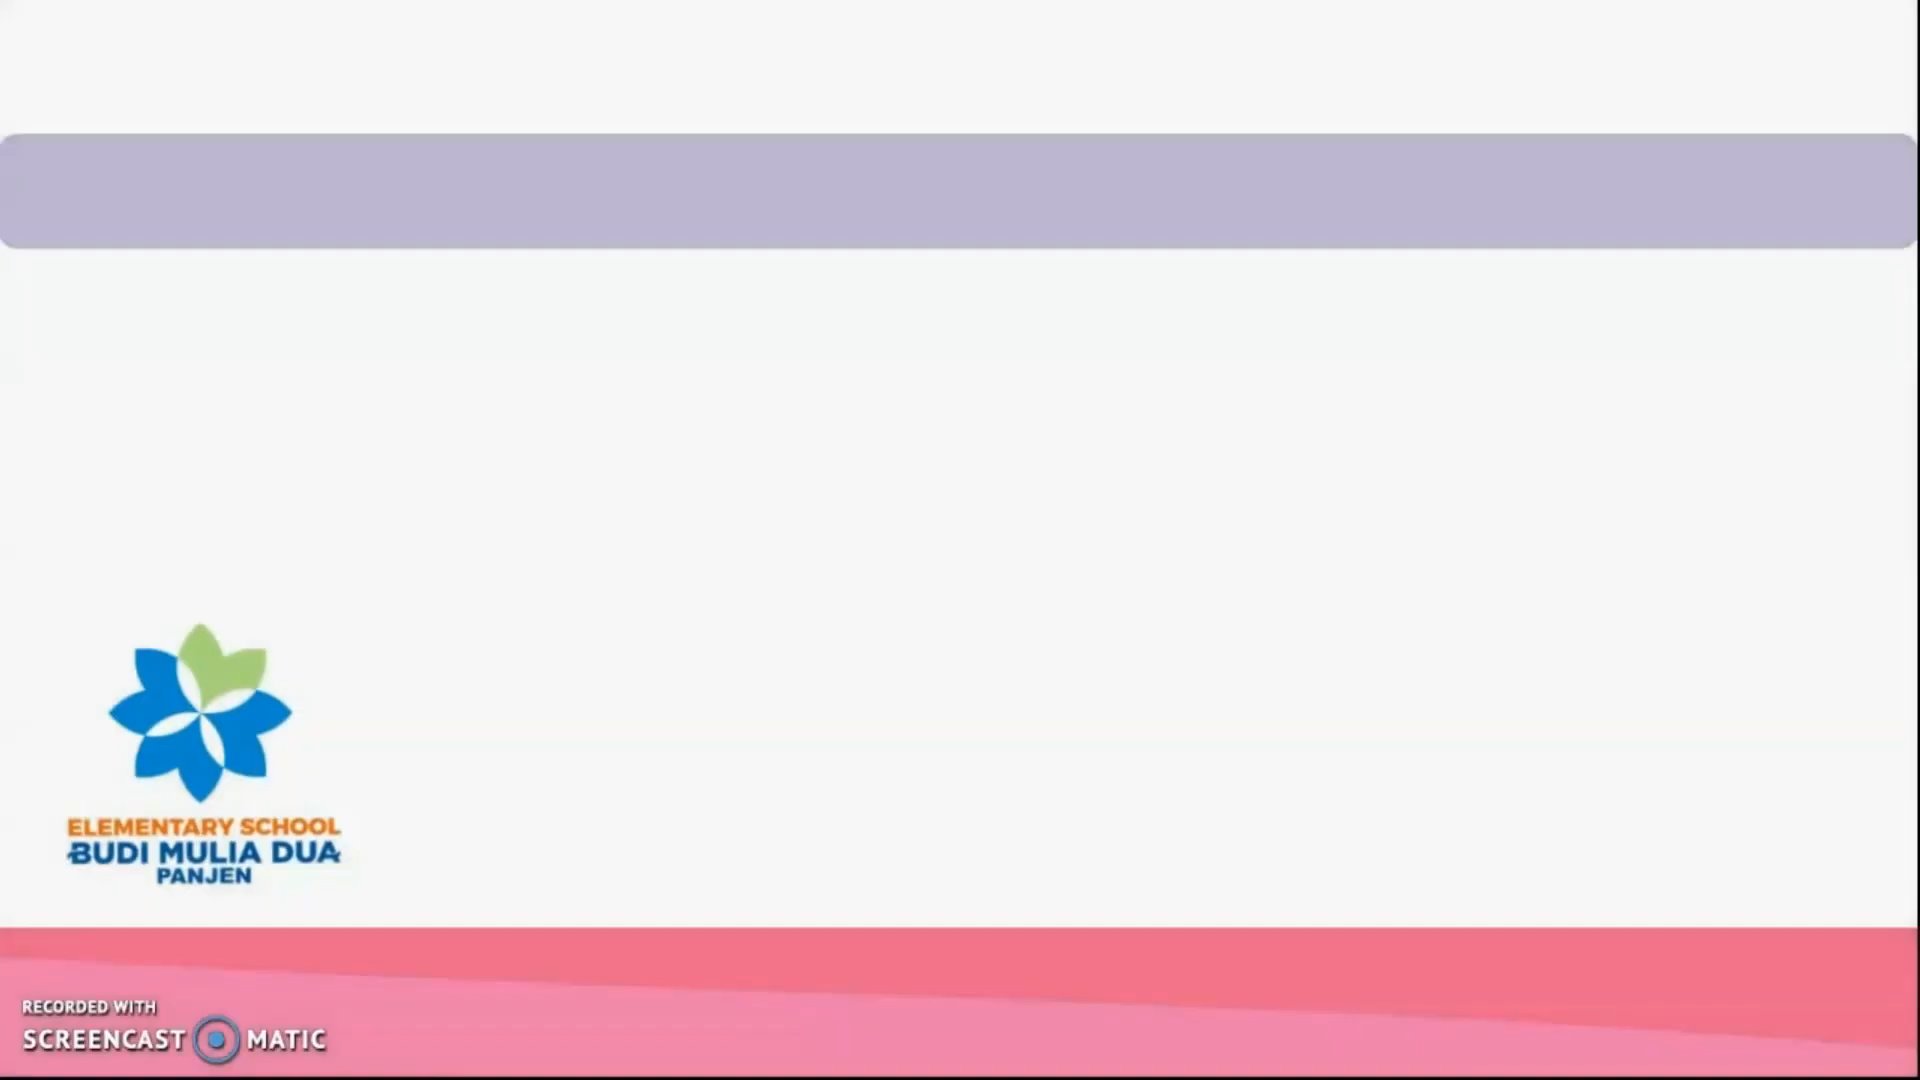 ELEMENTARY SCHOOL
BUDI MULIA DUA
PANJEN
RECORDED WITH
SCREENCAST MATIC